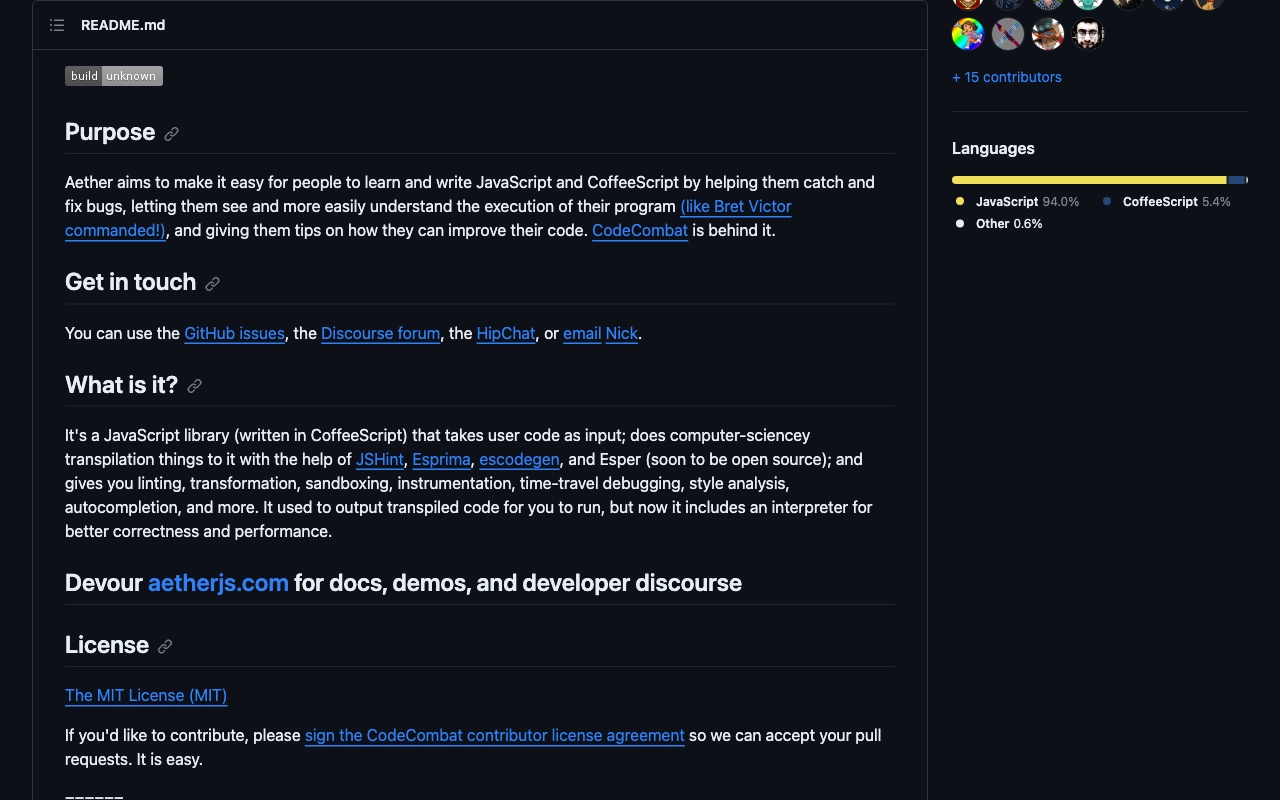 README.md
build unknown
Purpose
Aether aims to make it easy for people to learn and write JavaScript and CoffeeScript by helping them catch and
fix bugs, letting them see and more easily understand the execution of their program (like Bret Victor
commanded!), and giving them tips on how they can improve their code. CodeCombat is behind it.
Get in touch
You can use the GitHub issues, the Discourse forum, the HipChat, or email Nick.
What is it?
It's a JavaScript library (written in CoffeeScript) that takes user code as input; does computer-sciencey
transpilation things to it with the help of JSHint, Esprima, escodegen, and Esper (soon to be open source); and
gives you linting, transformation, sandboxing, instrumentation, time-travel debugging, style analysis,
autocompletion, and more. It used to output transpiled code for you to run, but now it includes an interpreter for
better correctness and performance.
Devour aetherjs.com for docs, demos, and developer discourse
License
The MIT License (MIT)
If you'd like to contribute, please sign the CodeCombat contributor license agreement so we can accept your pull
requests. It is easy.
+ 15 contributors
Languages
JavaScript 94.0%
CoffeeScript 5.4%
Other 0.6%